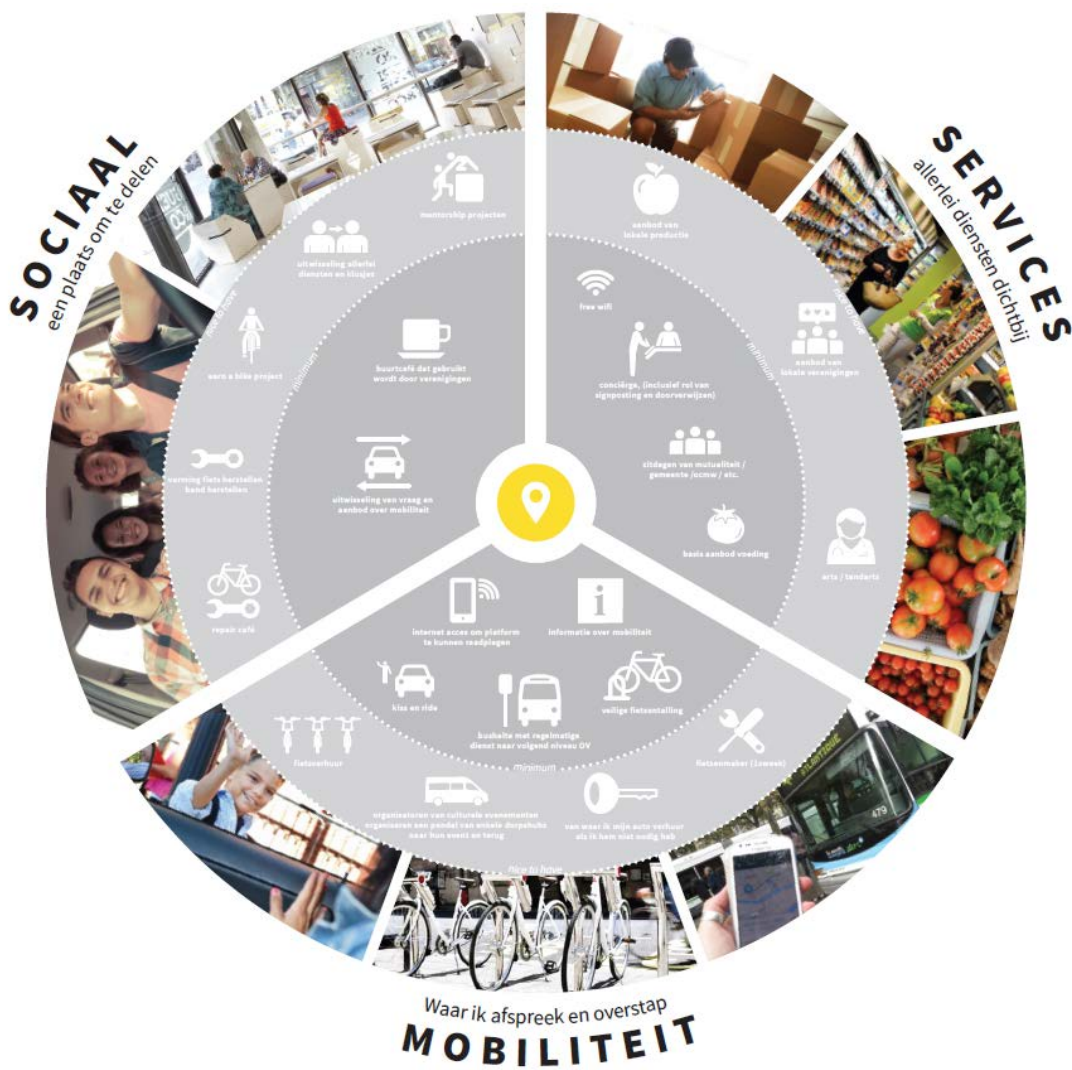 SOCIAAL
een plaats om te delen
SERVICES
allerlei diensten dichtbij
mentorship projecten
uitwisseling allerlei
diensten en klusjes
earn a bike project
vorming fiets herstellen
band herstellen
repair café
minimum
buurtcafé dat gebruikt
wordt door verenigingen
uitwisseling van vraag en
aanbod over mobiliteit
aanbod van
lokale productie
free wifi
minimum
conciërge, (inclusief rol van
signposting en doorverwijzen)
aanbod van
lokale verenigingen
zitdagen van mutualiteit /
gemeente /ocmw / etc.
basis aanbod voeding
arts / tandarts
internet acces om platform
te kunnen raadplegen
informatie over mobiliteit
kiss en ride
bushalte met regelmatige
dienst naar volgend niveau OV
veilige fietsenstalling
minimum
fietsverhuur
fietsenmaker (1xweek)
organisatoren van culturele evenementen
organiseren een pendel van enkele dorpshubs
naar hun event en terug
van waar ik mijn auto verhuur
als ik hem niet nodig heb
nice to have
479
Waar ik afspreek en overstap
MOBILITEIT